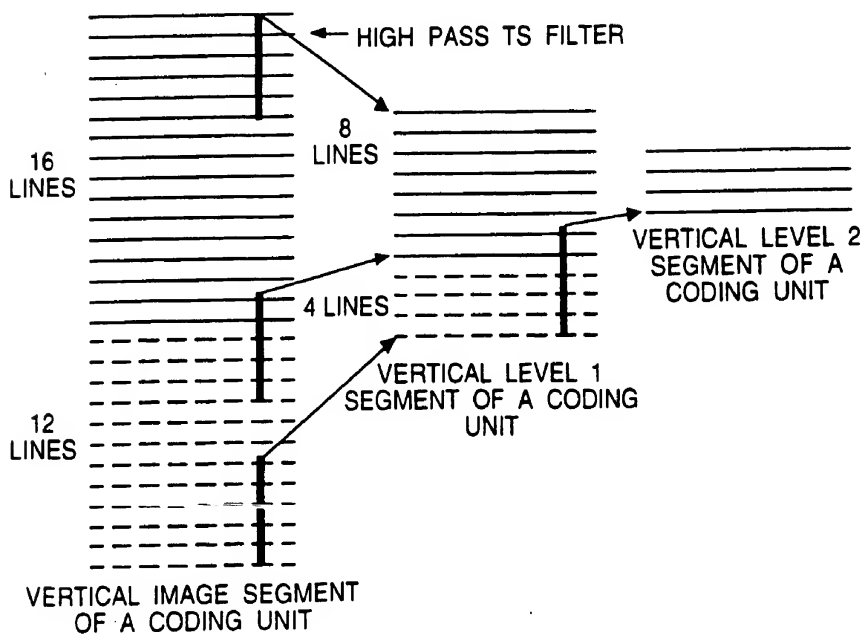 HIGH PASS TS FILTER
16
LINES
8
LINES
4 LINES
12
LINES
VERTICAL LEVEL 2
SEGMENT OF A
CODING UNIT
VERTICAL LEVEL 1
SEGMENT OF A CODING
UNIT
VERTICAL IMAGE SEGMENT
OF A CODING UNIT